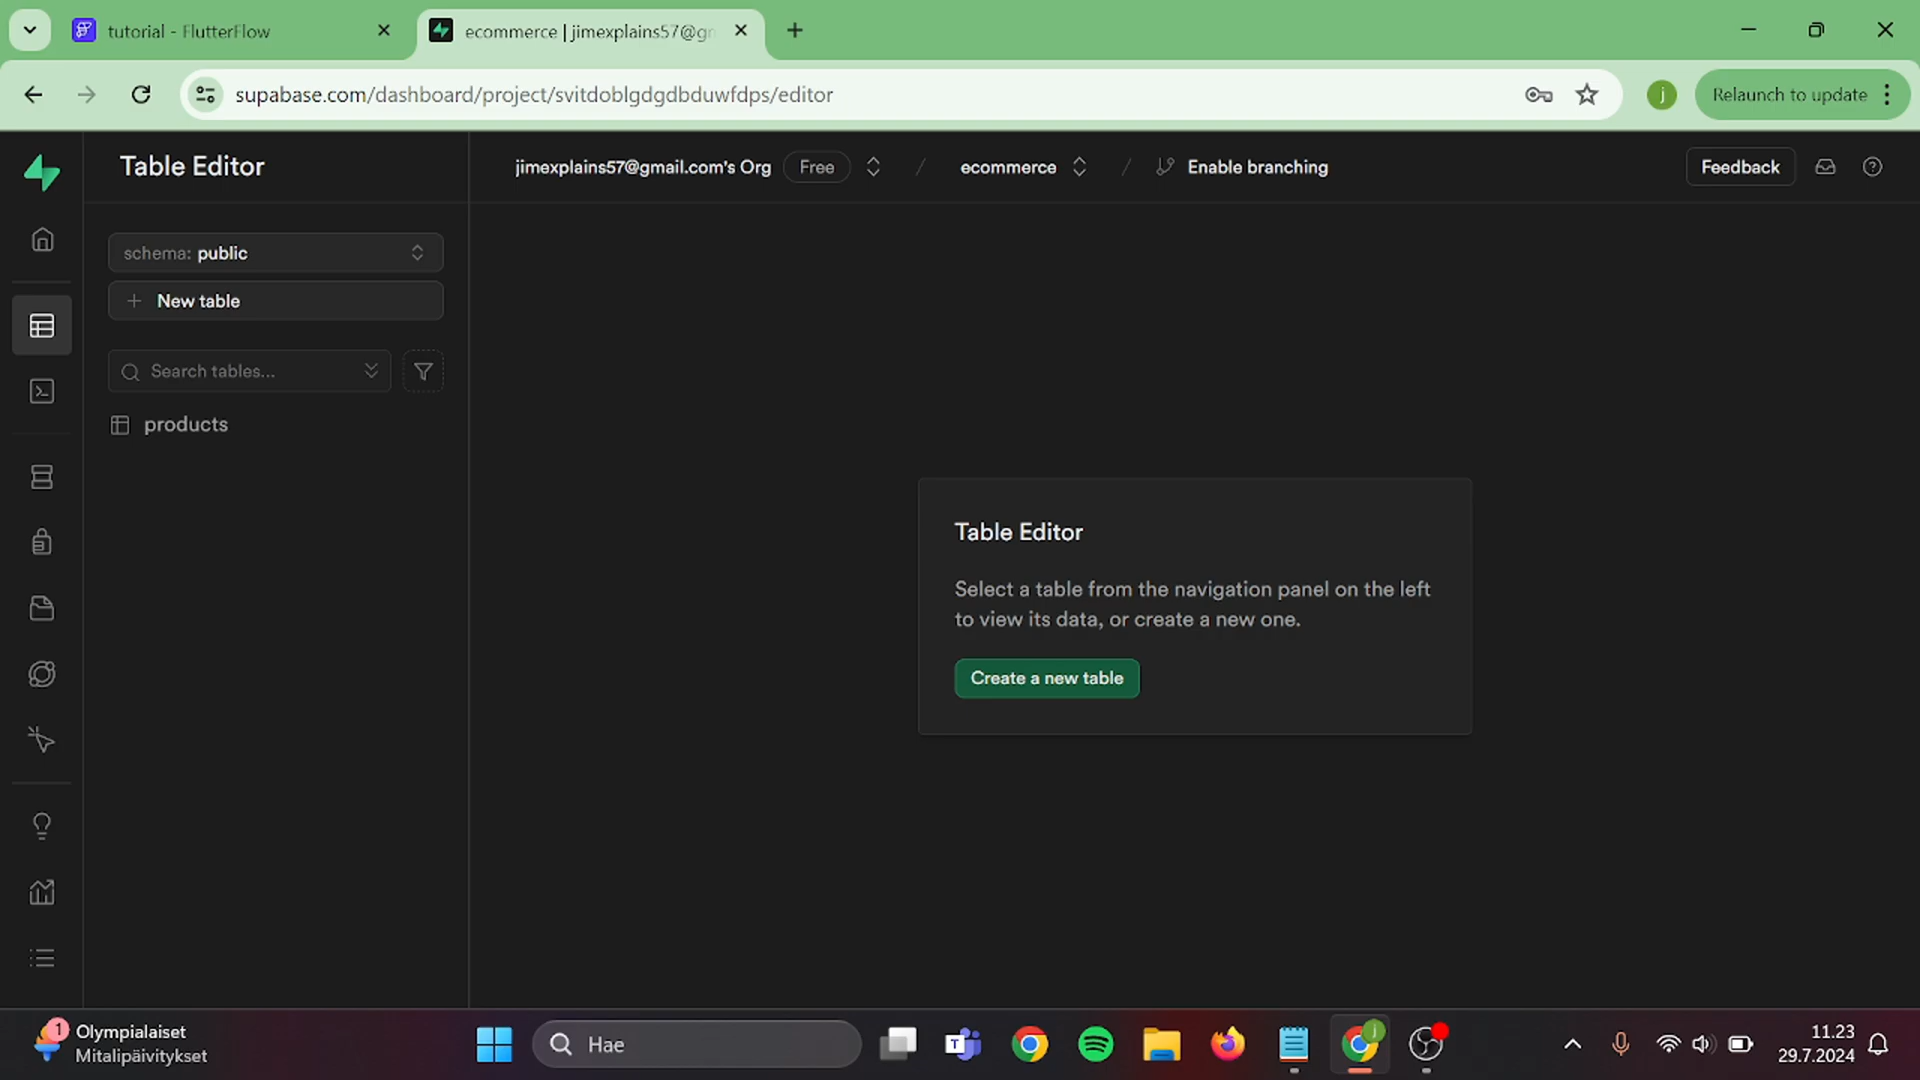 tutorial - FlutterFlow
ecommerce | jimexplains57@gm
supabase.com/dashboard/project/svitdoblgdgdbduwfdps/editor
j
Relaunch to update
Table Editor
jimexplains57@gmail.com's Org
Free
/
ecommerce
/
Enable branching
Feedback
schema: public
New table
Search tables...
products
Table Editor
Select a table from the navigation panel on the left
to view its data, or create a new one.
Create a new table
1
Olympialaiset
Mitalipäivitykset
Hae
T
j
11.23
29.7.2024